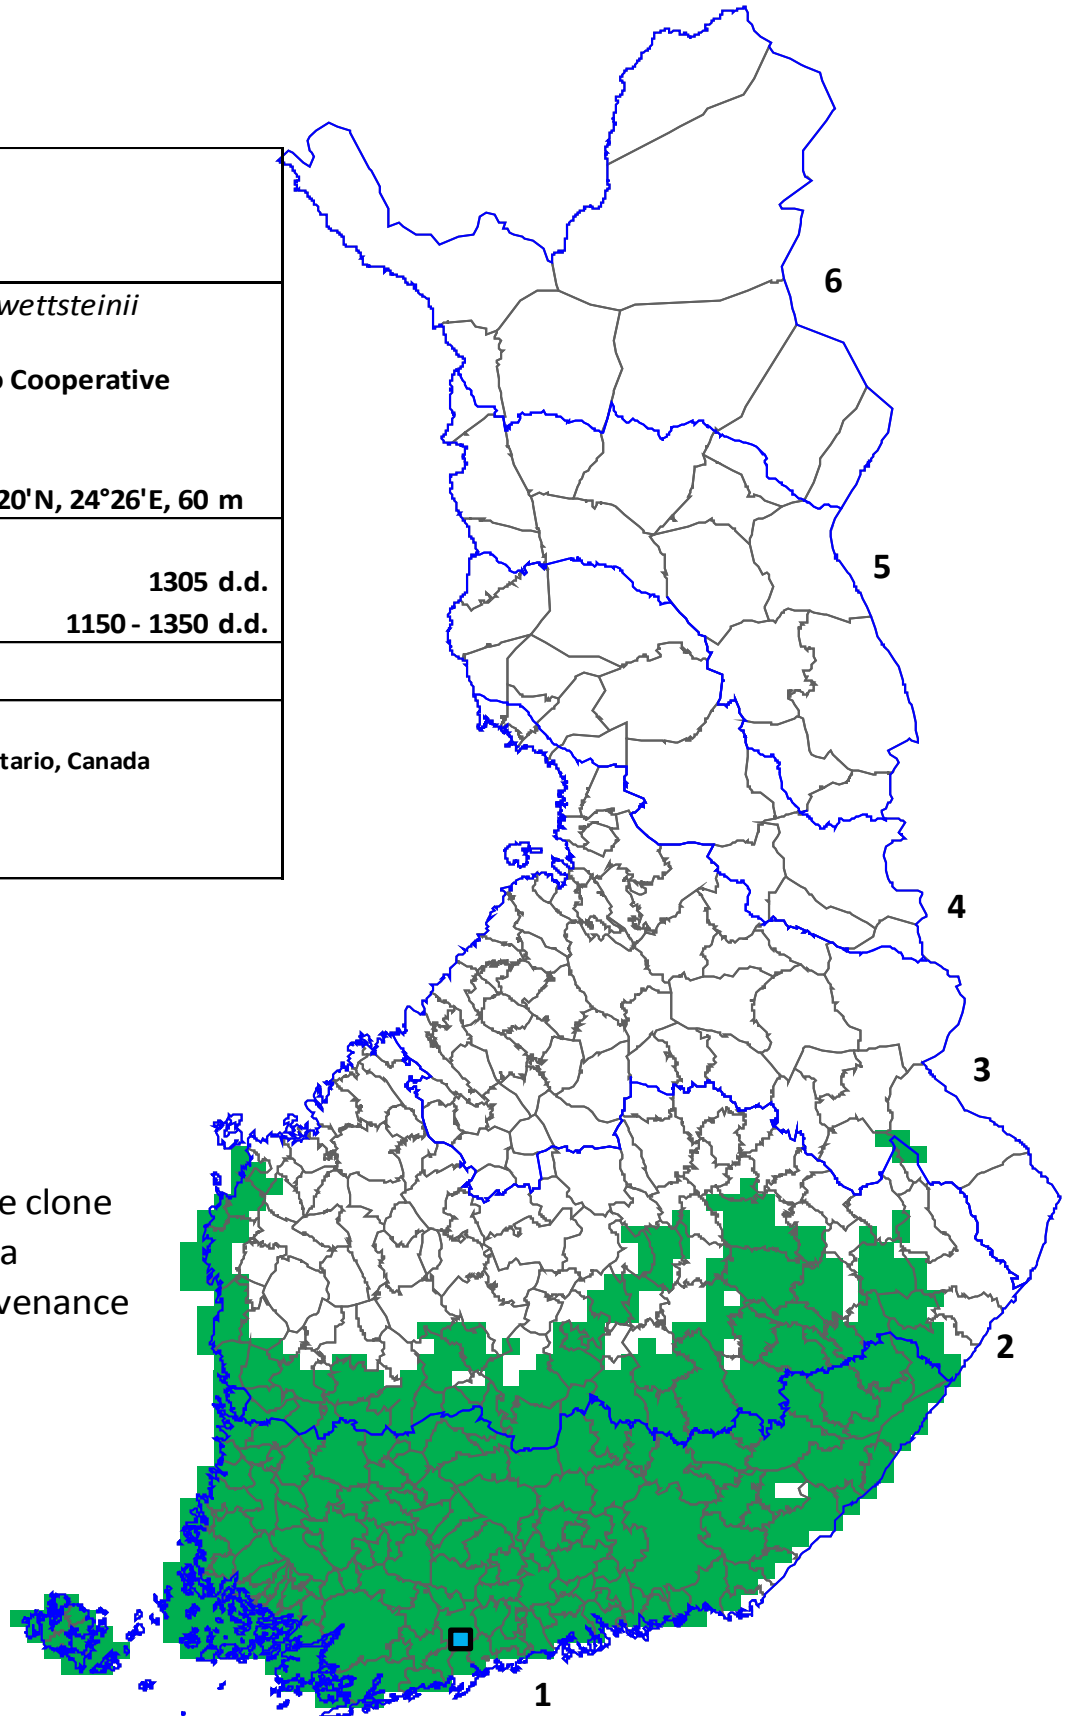 wettsteinii
Cooperative
20'N, 24°26'E, 60 m
1305 d.d.
1150 - 1350 d.d.
tario, Canada
e clone
a
venance
6
5
4
3
2
1